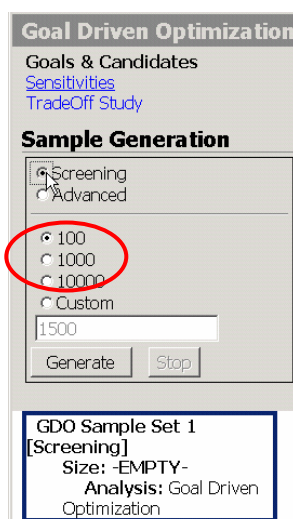 Goal Driven Optimization
Goals & Candidates
Sensitivities
TradeOff Study
Sample Generation
Screening
Advanced
100
1000
10000
Custom
1500
Generate Stop
GDO Sample Set 1
[Screening]
Size: -EMPTY-
Analysis: Goal Driven
Optimization